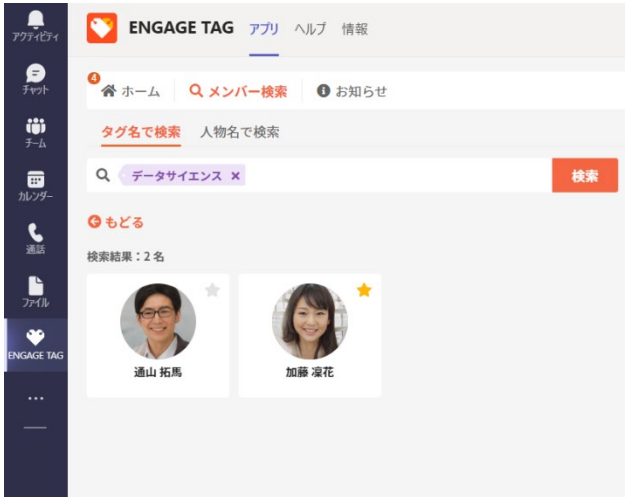 アクティビティ
チャット
チーム
カレンダー
通話
ファイル
ENGAGE TAG
...
ENGAGE TAG アプリ ヘルプ 情報
4
ホーム メンバー検索 お知らせ
タグ名で検索 人物名で検索
データサイエンス × 検索
もどる
検索結果：2 名
通山 拓馬 加藤 凜花